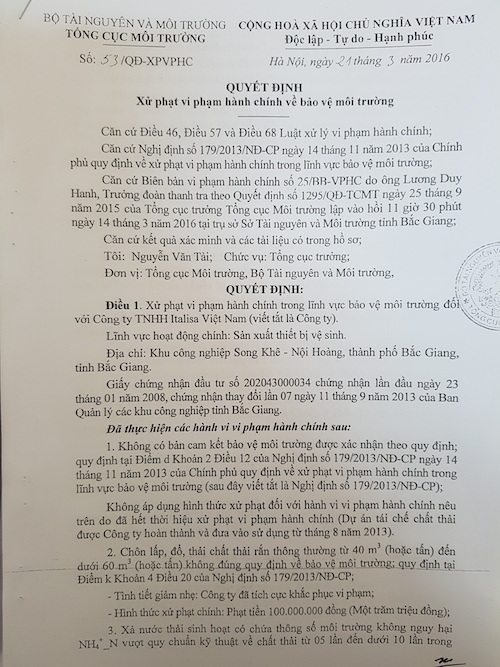 BỘ TÀI NGUYÊN VÀ MÔI TRƯỜNG
TỔNG CỤC MÔI TRƯỜNG
CỘNG HOÀ XÃ HỘI CHỦ NGHĨA VIỆT NAM
Độc lập - Tự do - Hạnh phúc
Số: 53/QĐ-XPVPHC
Hà Nội, ngày 21 tháng 3 năm 2016
QUYẾT ĐỊNH
Xử phạt vi phạm hành chính về bảo vệ môi trường
Căn cứ Điều 46, Điều 57 và Điều 68 Luật xử lý vi phạm hành chính;
Căn cứ Nghị định số 179/2013/NĐ-CP ngày 14 tháng 11 năm 2013 của Chính
phủ quy định về xử phạt vi phạm hành chính trong lĩnh vực bảo vệ môi trường;
Căn cứ Biên bản vi phạm hành chính số 25/BB-VPHC do ông Lương Duy
Hanh, Trưởng đoàn thanh tra theo Quyết định số 1295/QĐ-TCMT ngày 25 tháng 9
năm 2015 của Tổng cục trưởng Tổng cục Môi trường lập vào hồi 11 giờ 30 phút
ngày 14 tháng 3 năm 2016 tại trụ sở Sở Tài nguyên và Môi trường tỉnh Bắc Giang;
Căn cứ kết quả xác minh và các tài liệu có trong hồ sơ;
Tôi: Nguyễn Văn Tài; Chức vụ: Tổng cục trưởng;
Đơn vị: Tổng cục Môi trường, Bộ Tài nguyên và Môi trường,
QUYẾT ĐỊNH:
Điều 1. Xử phạt vi phạm hành chính trong lĩnh vực bảo vệ môi trường đối
với Công ty TNHH Italisa Việt Nam (viết tắt là Công ty).
Lĩnh vực hoạt động chính: Sản xuất thiết bị vệ sinh.
Địa chỉ: Khu công nghiệp Song Khê - Nội Hoàng, thành phố Bắc Giang,
tỉnh Bắc Giang.
Giấy chứng nhận đầu tư số 202043000034 chứng nhận lần đầu ngày 23
tháng 01 năm 2008, chứng nhận thay đổi lần 07 ngày 11 tháng 9 năm 2013 của Ban
Quản lý các khu công nghiệp tỉnh Bắc Giang.
Đã thực hiện các hành vi vi phạm hành chính sau:
1. Không có bản cam kết bảo vệ môi trường được xác nhận theo quy định;
quy định tại Điểm d Khoản 2 Điều 12 của Nghị định số 179/2013/NĐ-CP ngày 14
tháng 11 năm 2013 của Chính phủ quy định về xử phạt vi phạm hành chính trong
lĩnh vực bảo vệ môi trường (sau đây viết tắt là Nghị định số 179/2013/NĐ-CP);
Không áp dụng hình thức xử phạt đối với hành vi vi phạm hành chính nêu
trên do đã hết thời hiệu xử phạt vi phạm hành chính (Dự án tái chế chất thải
được Công ty hoàn thành và đưa vào sử dụng từ tháng 8 năm 2013).
2. Chôn lấp, đổ, thải chất thải rắn thông thường từ 40 m³ (hoặc tấn) đến
dưới 60 m³ (hoặc tấn) không đúng quy định về bảo vệ môi trường; quy định tại
Điểm k Khoản 4 Điều 20 của Nghị định số 179/2013/NĐ-CP;
- Tình tiết giảm nhẹ: Công ty đã tích cực khắc phục vi phạm;
- Hình thức xử phạt chính: Phạt tiền 100.000.000 đồng (Một trăm triệu đồng);
3. Xả nước thải sinh hoạt có chứa thông số môi trường không nguy hại
NH₄⁺_N vượt quy chuẩn kỹ thuật về chất thải từ 05 lần đến dưới 10 lần trong